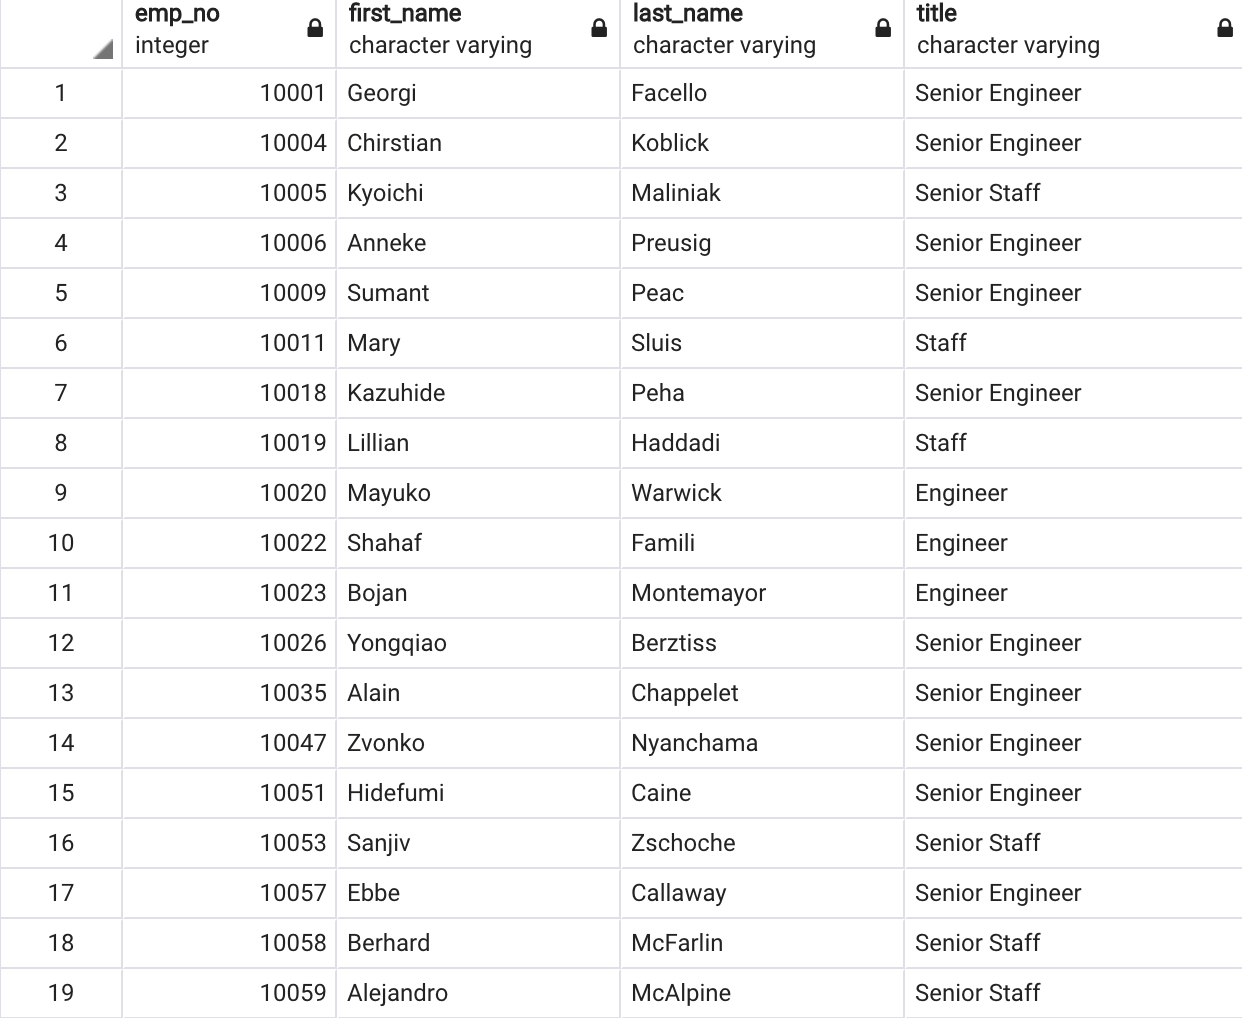 emp_no first_name last_name title
integer character varying character varying character varying
1 10001 Georgi Facello Senior Engineer
2 10004 Chirstian Koblick Senior Engineer
3 10005 Kyoichi Maliniak Senior Staff
4 10006 Anneke Preusig Senior Engineer
5 10009 Sumant Peac Senior Engineer
6 10011 Mary Sluis Staff
7 10018 Kazuhide Peha Senior Engineer
8 10019 Lillian Haddadi Staff
9 10020 Mayuko Warwick Engineer
10 10022 Shahaf Famili Engineer
11 10023 Bojan Montemayor Engineer
12 10026 Yongqiao Berztiss Senior Engineer
13 10035 Alain Chappelet Senior Engineer
14 10047 Zvonko Nyanchama Senior Engineer
15 10051 Hidefumi Caine Senior Engineer
16 10053 Sanjiv Zschoche Senior Staff
17 10057 Ebbe Callaway Senior Engineer
18 10058 Berhard McFarlin Senior Staff
19 10059 Alejandro McAlpine Senior Staff